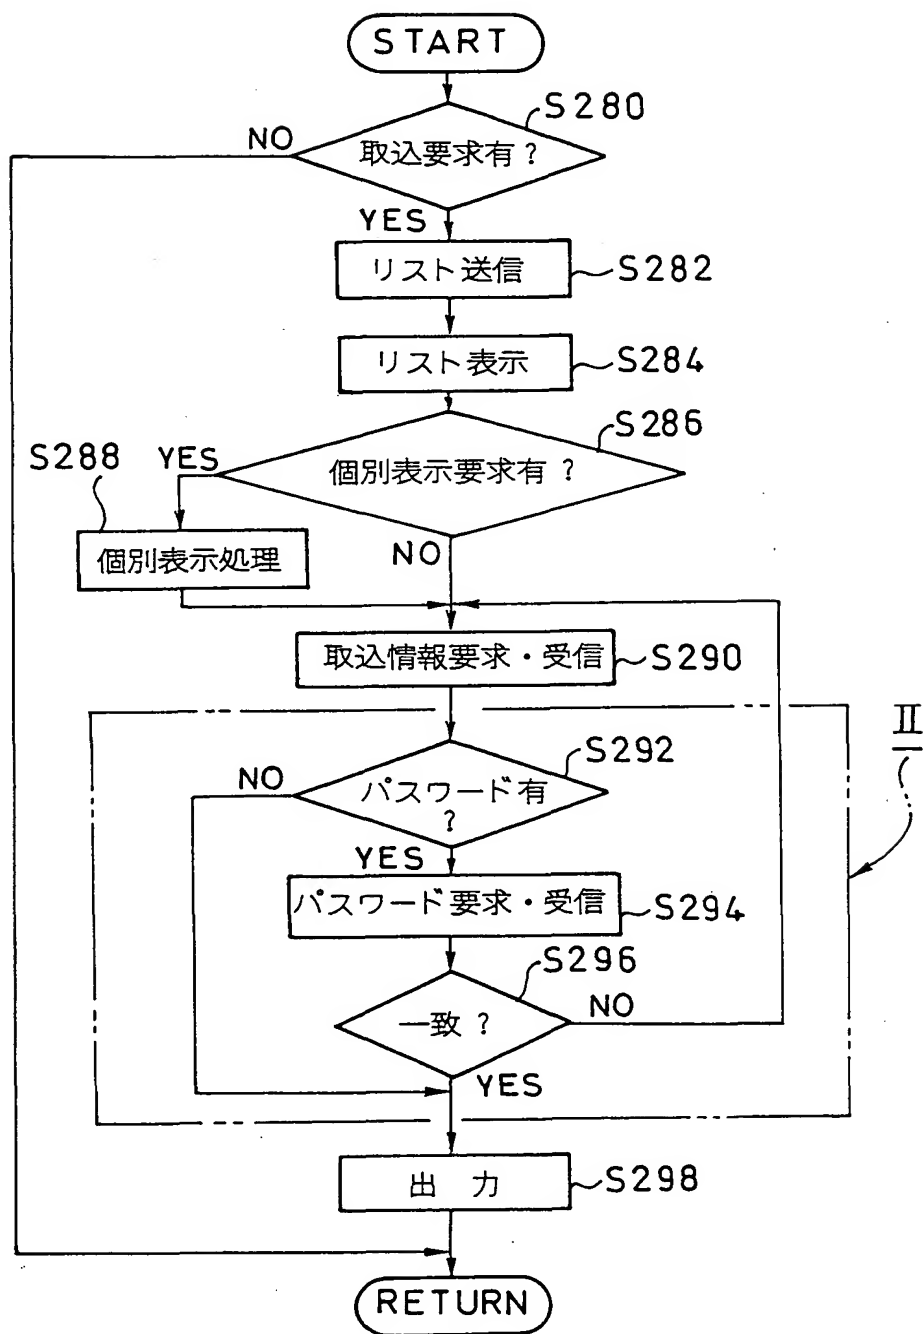 START
S280
NO
取込要求有？
YES
リスト送信
S282
リスト表示
S284
S286
S288
YES
個別表示要求有？
NO
個別表示処理
取込情報要求・受信
S290
II
S292
NO
パスワード有
？
YES
パスワード要求・受信
S294
S296
一致？
NO
YES
出 力
S298
RETURN